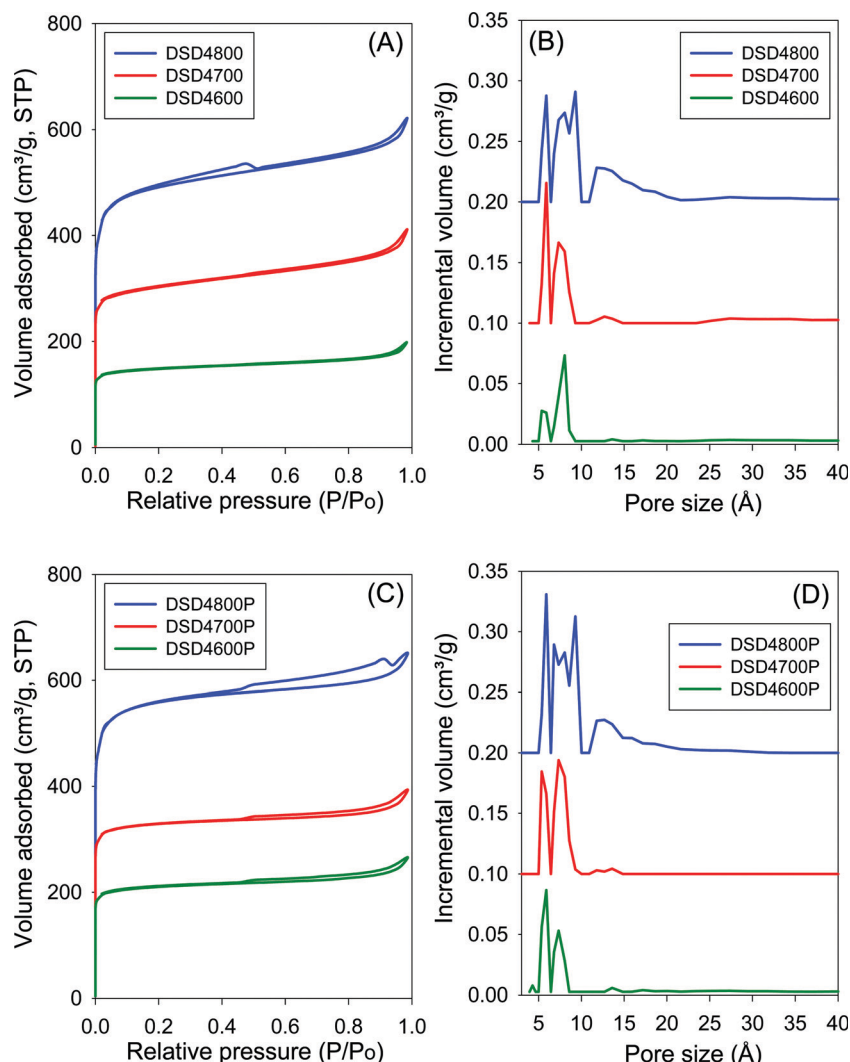 (A)
DSD4800
DSD4700
DSD4600
Volume adsorbed (cm³/g, STP)
800
600
400
200
0
0.0 0.2 0.4 0.6 0.8 1.0
Relative pressure (P/Po)
(B)
DSD4800
DSD4700
DSD4600
Incremental volume (cm³/g)
0.35
0.30
0.25
0.20
0.15
0.10
0.05
0.00
5 10 15 20 25 30 35 40
Pore size (Å)
(C)
DSD4800P
DSD4700P
DSD4600P
Volume adsorbed (cm³/g, STP)
800
600
400
200
0
0.0 0.2 0.4 0.6 0.8 1.0
Relative pressure (P/Po)
(D)
DSD4800P
DSD4700P
DSD4600P
Incremental volume (cm³/g)
0.35
0.30
0.25
0.20
0.15
0.10
0.05
0.00
5 10 15 20 25 30 35 40
Pore size (Å)